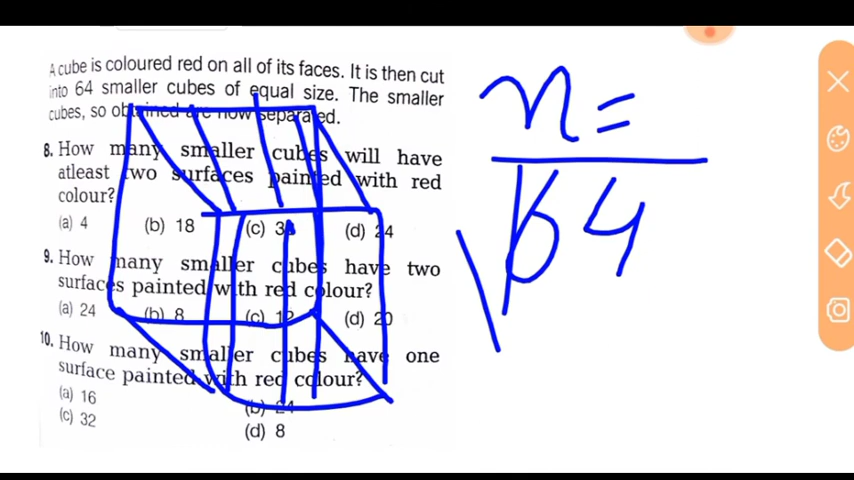 A cube is coloured red on all of its faces. It is then cut
into 64 smaller cubes of equal size. The smaller
cubes, so obtained are now separated.
8. How many smaller cubes will have
atleast two surfaces painted with red
colour?
(a) 4 (b) 18 (c) 3 (d) 24
9. How many smaller cubes have two
surfaces painted with red colour?
(a) 24 (b) 8 (c) 12 (d) 20
10. How many smaller cubes have one
surface painted with red colour?
(a) 16 (b) 24
(c) 32 (d) 8
n =
√64